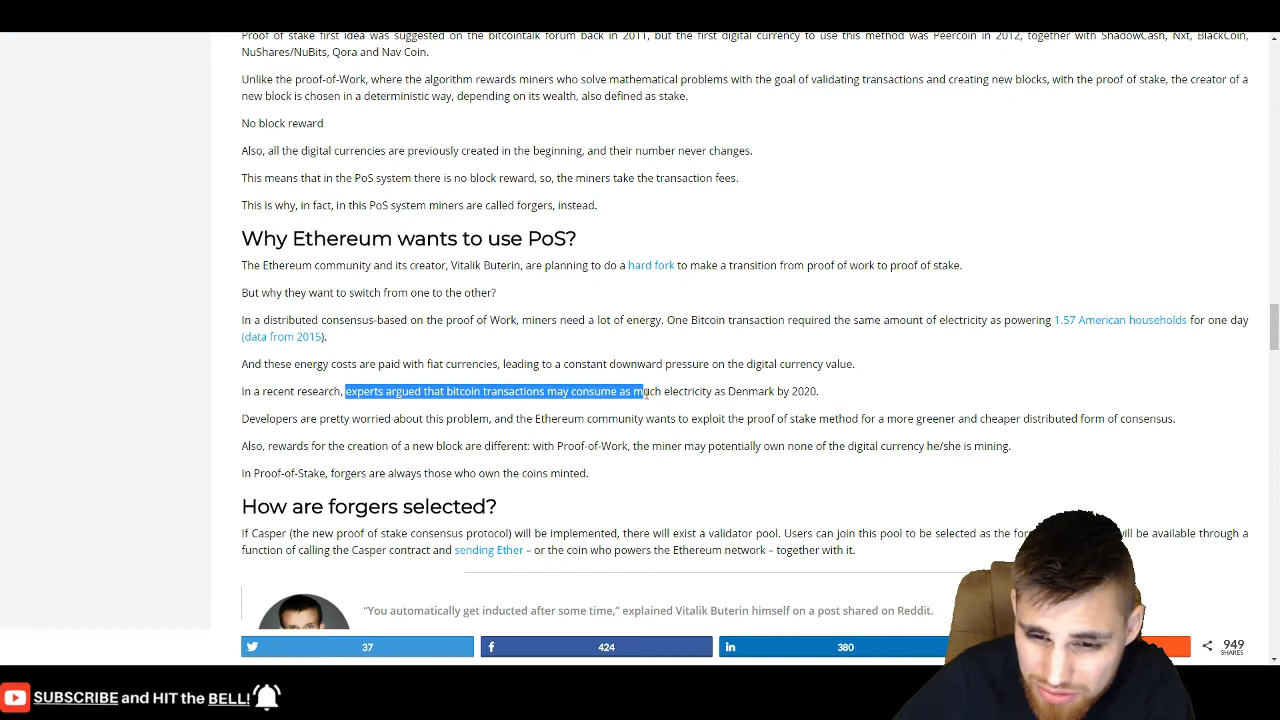 Proof of stake first idea was suggested on the bitcointalk forum back in 2011, but the first digital currency to use this method was Peercoin in 2012, together with ShadowCash, Nxt, BlackCoin,
NuShares/NuBits, Qora and Nav Coin.
Unlike the proof-of-Work, where the algorithm rewards miners who solve mathematical problems with the goal of validating transactions and creating new blocks, with the proof of stake, the creator of a
new block is chosen in a deterministic way, depending on its wealth, also defined as stake.
No block reward
Also, all the digital currencies are previously created in the beginning, and their number never changes.
This means that in the PoS system there is no block reward, so, the miners take the transaction fees.
This is why, in fact, in this PoS system miners are called forgers, instead.
Why Ethereum wants to use PoS?
The Ethereum community and its creator, Vitalik Buterin, are planning to do a hard fork to make a transition from proof of work to proof of stake.
But why they want to switch from one to the other?
In a distributed consensus-based on the proof of Work, miners need a lot of energy. One Bitcoin transaction required the same amount of electricity as powering 1.57 American households for one day
(data from 2015).
And these energy costs are paid with fiat currencies, leading to a constant downward pressure on the digital currency value.
In a recent research, experts argued that bitcoin transactions may consume as much electricity as Denmark by 2020.
Developers are pretty worried about this problem, and the Ethereum community wants to exploit the proof of stake method for a more greener and cheaper distributed form of consensus.
Also, rewards for the creation of a new block are different: with Proof-of-Work, the miner may potentially own none of the digital currency he/she is mining.
In Proof-of-Stake, forgers are always those who own the coins minted.
How are forgers selected?
If Casper (the new proof of stake consensus protocol) will be implemented, there will exist a validator pool. Users can join this pool to be selected as the will be available through a
function of calling the Casper contract and sending Ether – or the coin who powers the Ethereum network – together with it.
“You automatically get inducted after some time,” explained Vitalik Buterin himself on a post shared on Reddit.
37 424 380 949
SHARES
SUBSCRIBE and HIT the BELL!